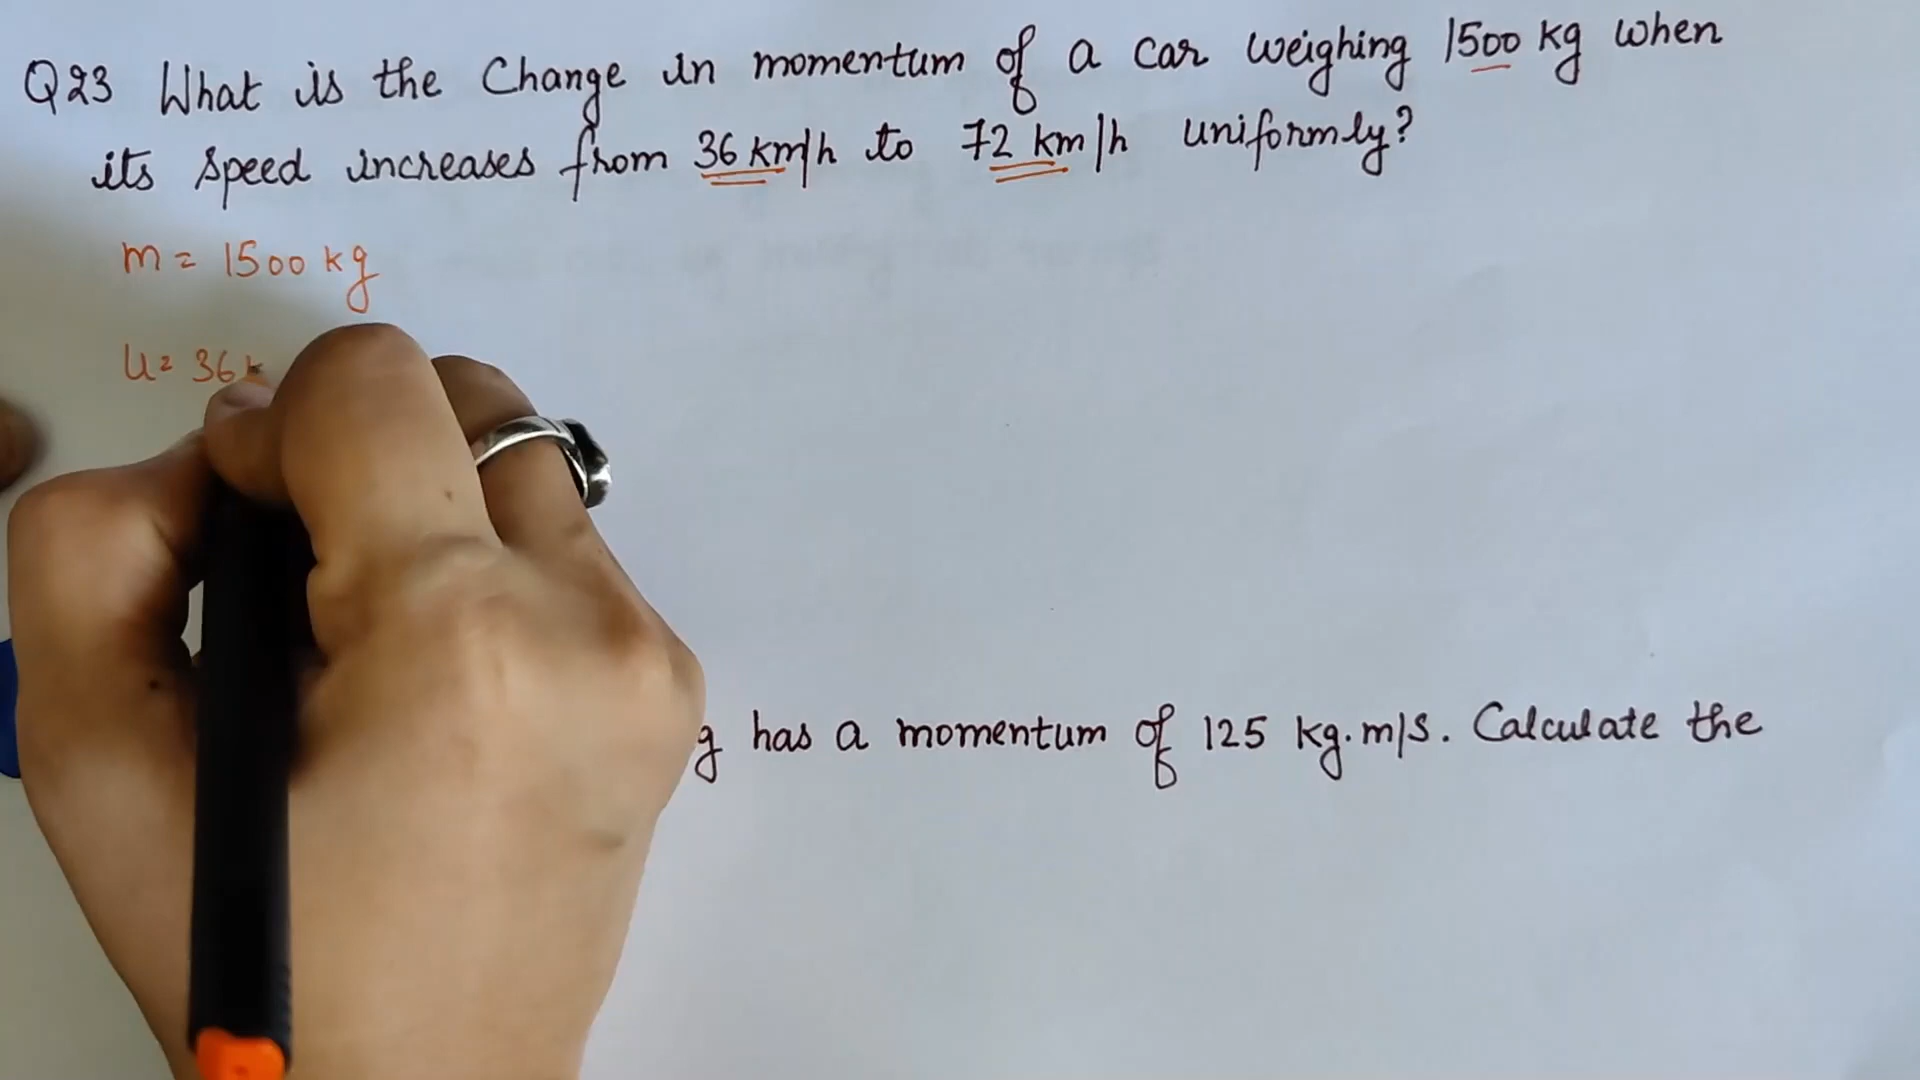 Q23 What is the Change in momentum of a car weighing 1500 kg when
its speed increases from 36 km/h to 72 km/h uniformly?
m = 1500 kg
u = 36 k
g has a momentum of 125 kg.m/s. Calculate the